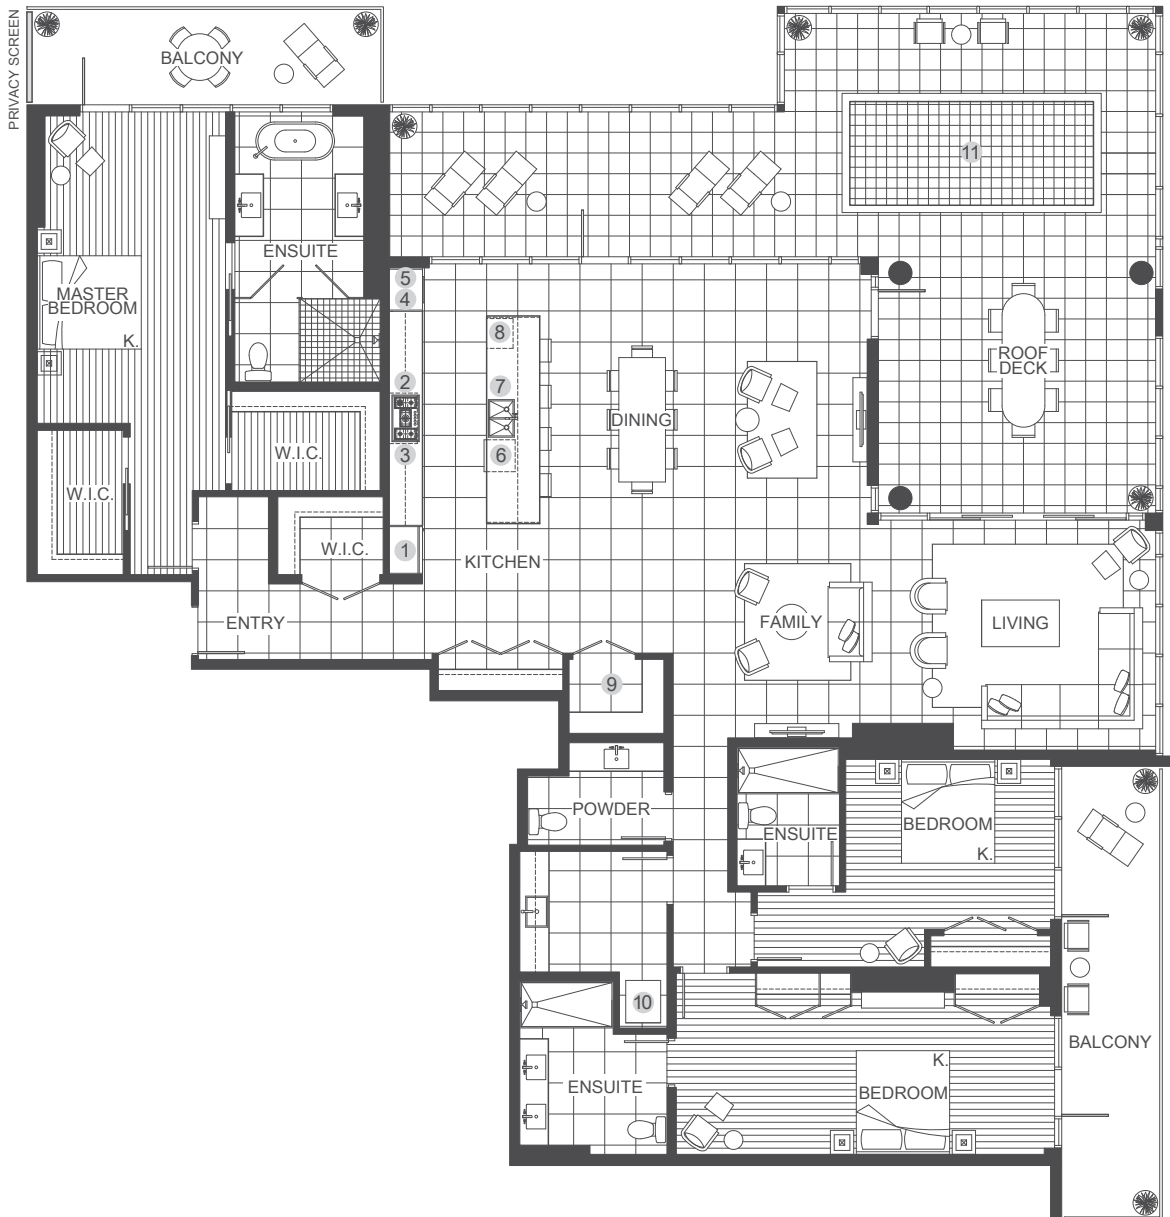 PRIVACY SCREEN
BALCONY
11
ENSUITE
5
4
MASTER
BEDROOM
K.
8
ROOF
DECK
2
7
DINING
3
6
W.I.C.
W.I.C.
W.I.C.
1
KITCHEN
ENTRY
FAMILY
LIVING
9
POWDER
ENSUITE
BEDROOM
K.
10
BALCONY
K.
ENSUITE
BEDROOM